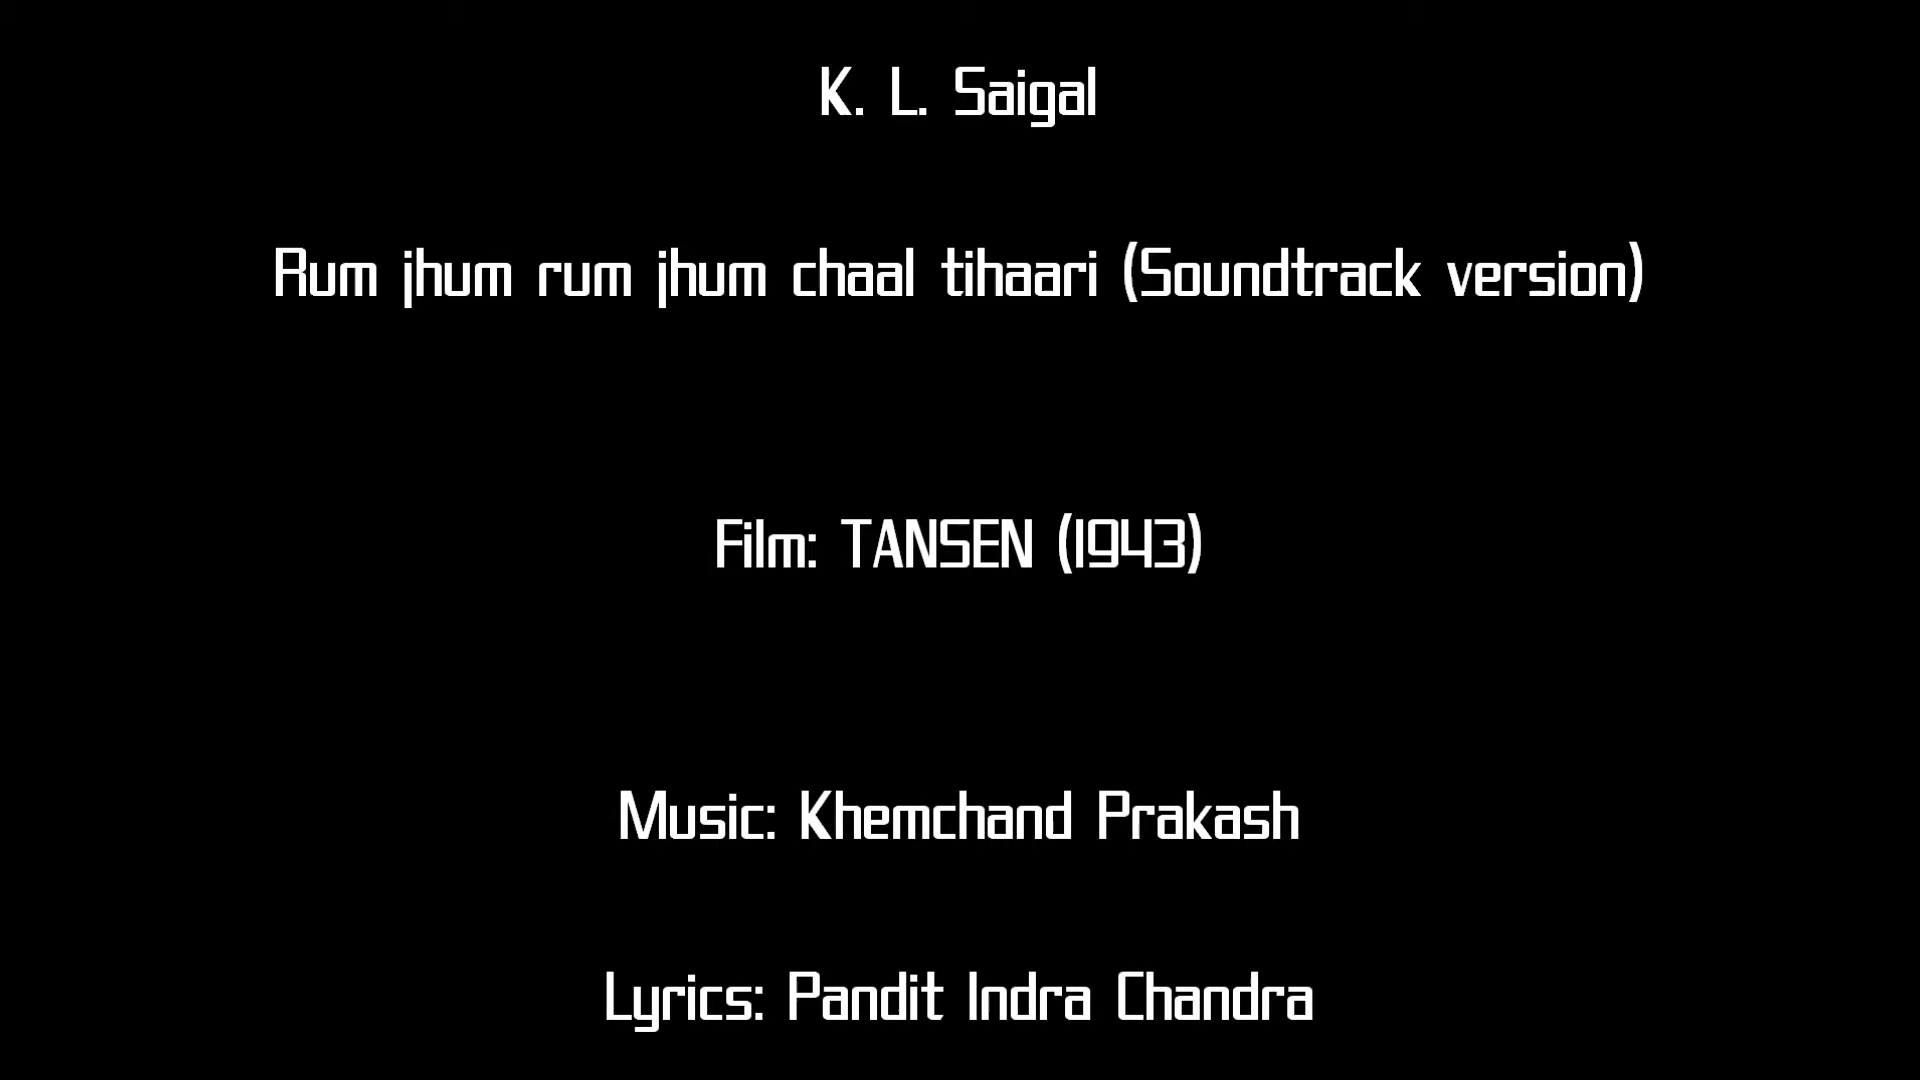 K. L. Saigal
Rum jhum rum jhum chaal tihaari (Soundtrack version)
Film: TANSEN (1943)
Music: Khemchand Prakash
Lyrics: Pandit Indra Chandra